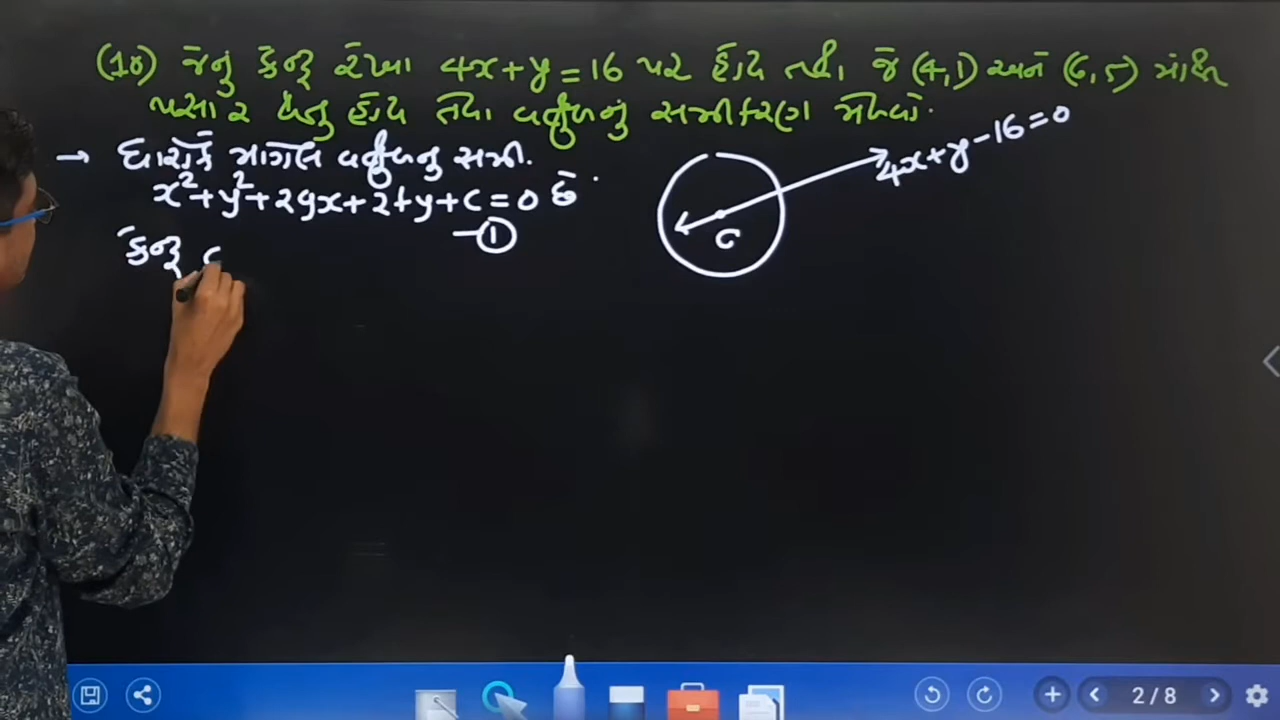 (10) જેનું કેન્દ્ર રેખા 4x+y=16 પર હોય તથા જે (4,1) અને (6,5) માંથી
પસાર થતુ હોય તેવા વર્તુળનું સમીકરણ મેળવો.
→ ધારોકે માગેલ વર્તુળનુ સમી.
x²+y²+2gx+2fy+c=0 છે.
—①
કેન્દ્ર C
4x+y-16=0
C
2/8